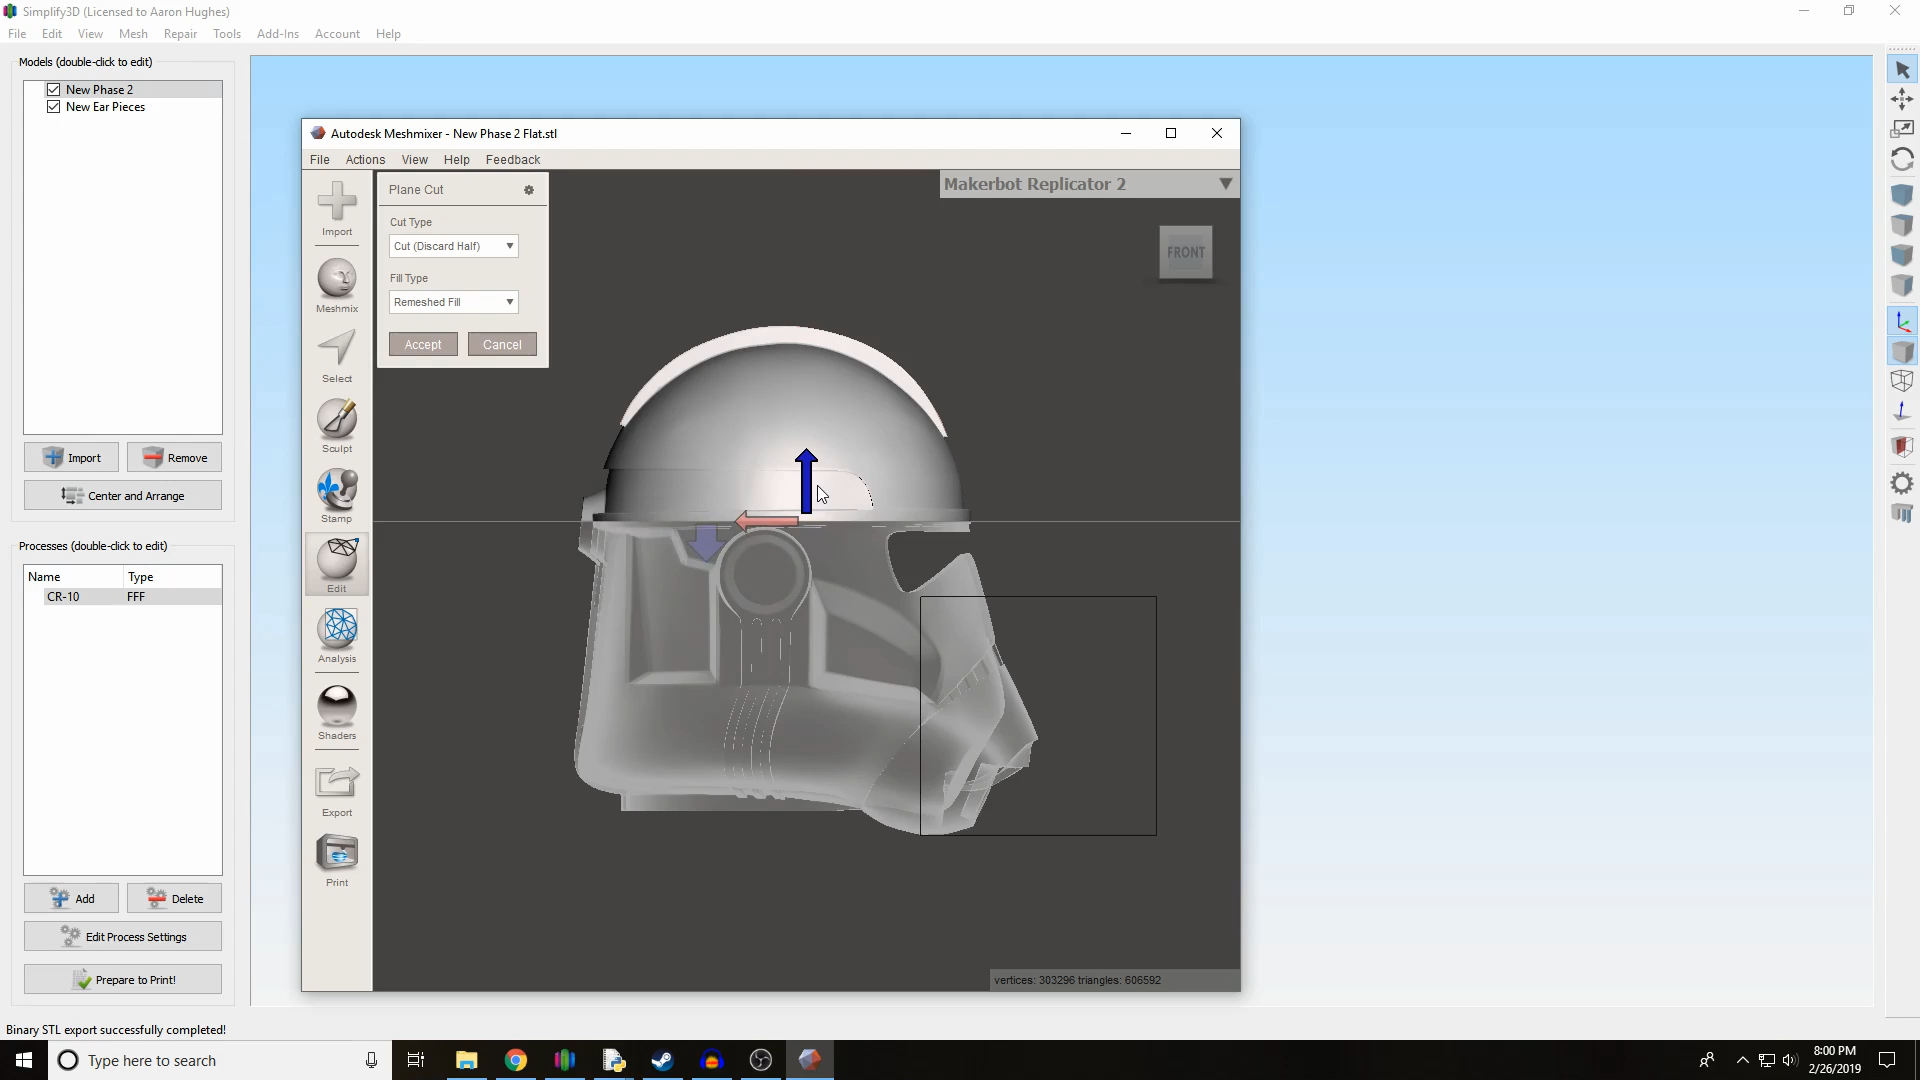 Simplify3D (Licensed to Aaron Hughes)
File Edit View Mesh Repair Tools Add-Ins Account Help
Models (double-click to edit)
New Phase 2
New Ear Pieces
Import Remove
Center and Arrange
Processes (double-click to edit)
Name Type
CR-10 FFF
Add Delete
Edit Process Settings
Prepare to Print!
Binary STL export successfully completed!
Autodesk Meshmixer - New Phase 2 Flat.stl
File Actions View Help Feedback
Import
Meshmix
Select
Sculpt
Stamp
Edit
Analysis
Shaders
Export
Print
Plane Cut
Cut Type
Cut (Discard Half)
Fill Type
Remeshed Fill
Accept Cancel
Makerbot Replicator 2
FRONT
vertices: 303296 triangles: 606592
Type here to search
8:00 PM
2/26/2019